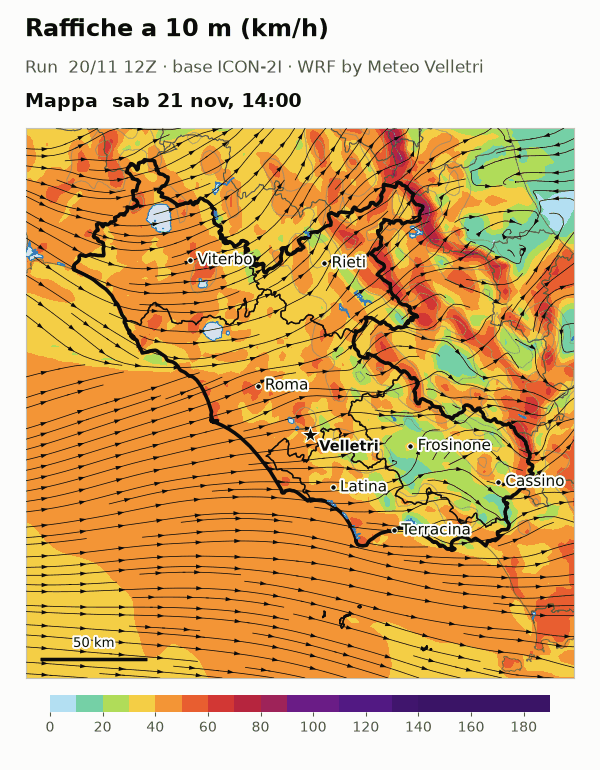 Raffiche a 10 m (km/h)
Run  20/11 12Z · base ICON-2I · WRF by Meteo Velletri
Mappa  sab 21 nov, 14:00
Viterbo
Rieti
Roma
Velletri
Frosinone
Cassino
Latina
Terracina
50 km
0 20 40 60 80 100 120 140 160 180